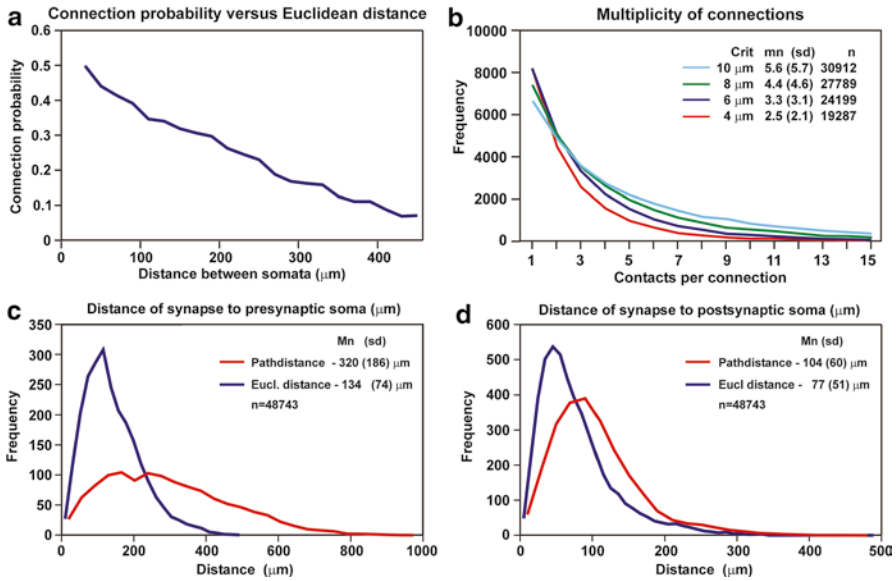 a
Connection probability versus Euclidean distance
0.6
0.5
0.4
0.3
0.2
0.1
0
Connection probability
0 100 200 300 400
Distance between somata (µm)
b
Multiplicity of connections
10000
8000
6000
4000
2000
0
Frequency
Crit mn (sd) n
10 µm 5.6 (5.7) 30912
8 µm 4.4 (4.6) 27789
6 µm 3.3 (3.1) 24199
4 µm 2.5 (2.1) 19287
1 3 5 7 9 11 13 15
Contacts per connection
c
Distance of synapse to presynaptic soma (µm)
350
300
250
200
150
100
50
0
Frequency
Mn (sd)
Pathdistance - 320 (186) µm
Eucl. distance - 134 (74) µm
n=48743
0 200 400 600 800 1000
Distance (µm)
d
Distance of synapse to postsynaptic soma (µm)
600
500
400
300
200
100
0
Frequency
Mn (sd)
Pathdistance - 104 (60) µm
Eucl distance - 77 (51) µm
n=48743
0 100 200 300 400 500
Distance (µm)